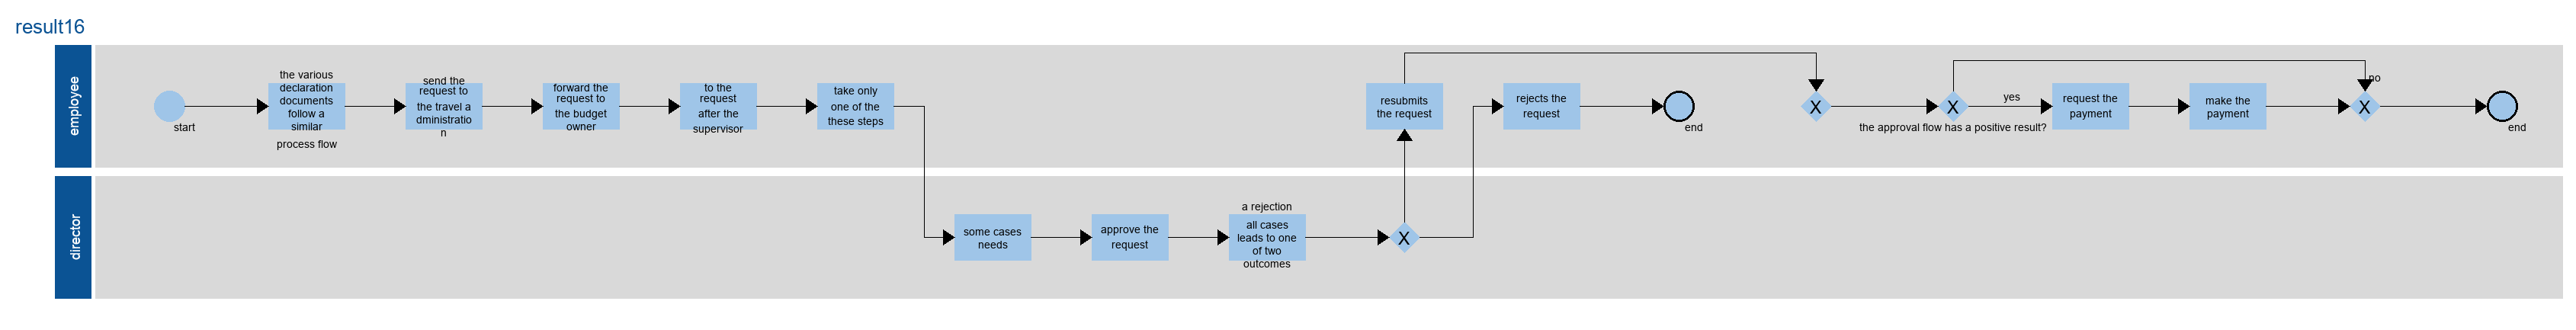 result16
employee
start
the various
declaration
documents
follow a
similar
process flow
send the
request to
the travel a
dministratio
n
forward the
request to
the budget
owner
to the
request
after the
supervisor
take only
one of the
these steps
resubmits
the request
rejects the
request
end
X
X
the approval flow has a positive result?
yes
request the
payment
make the
payment
no
X
end
director
some cases
needs
approve the
request
a rejection
all cases
leads to one
of two
outcomes
X